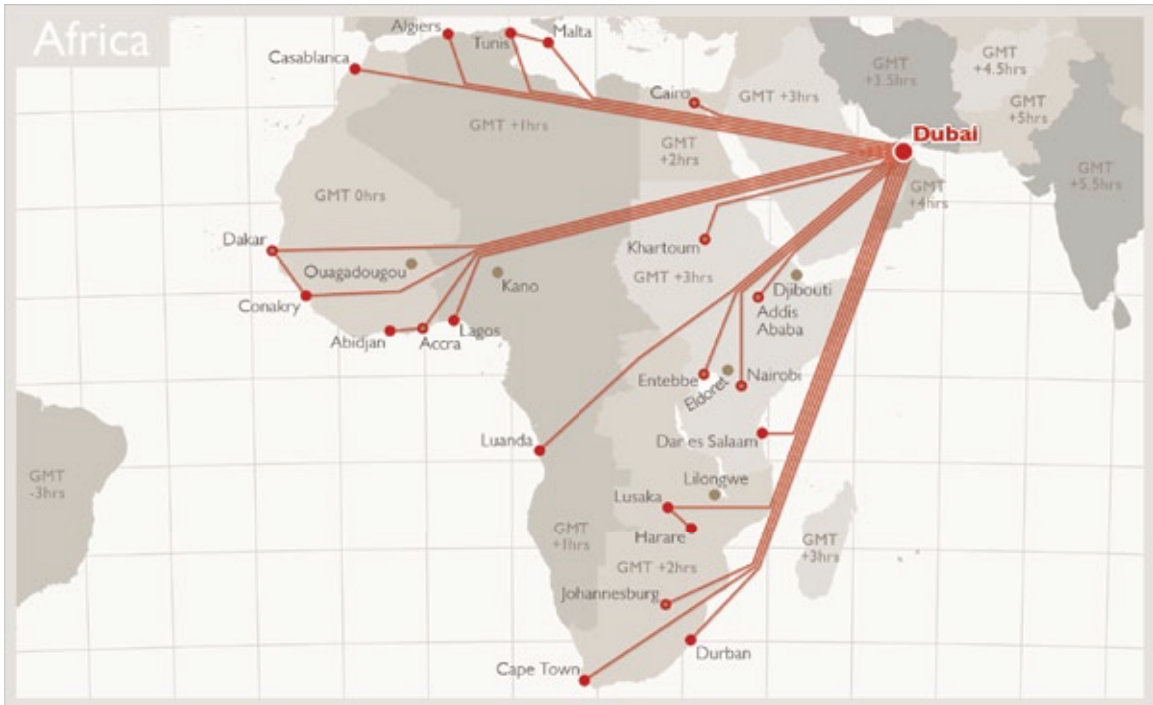 Africa
Algiers
Tunis
Malta
Casablanca
Cairo
GMT
+3.5hrs
GMT
+4.5hrs
GMT +3hrs
GMT
+5hrs
GMT +1hrs
GMT
+2hrs
Dubai
GMT
+5.5hrs
GMT 0hrs
GMT
+4hrs
Dakar
Khartoum
Ouagadougou
Kano
GMT +3hrs
Djibouti
Conakry
Addis
Ababa
Abidjan
Accra
Lagos
Entebbe
Eldoret
Nairobi
Luanda
Dar es Salaam
GMT
-3hrs
Lilongwe
Lusaka
Harare
GMT
+1hrs
GMT
+3hrs
GMT +2hrs
Johannesburg
Durban
Cape Town